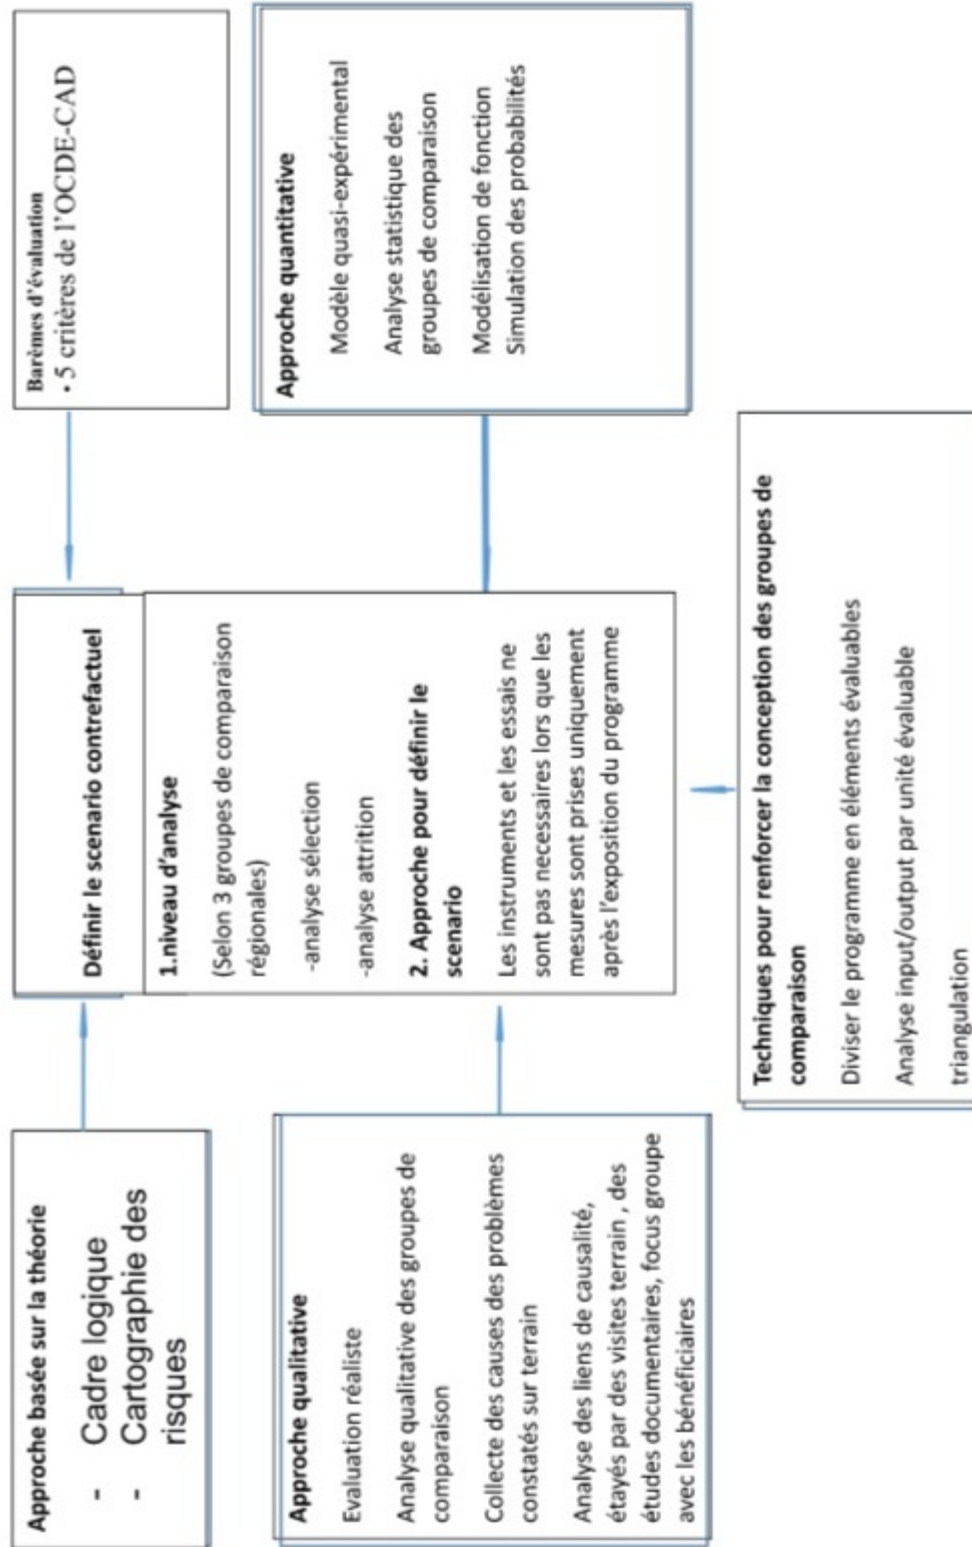 Approche basée sur la théorie
- Cadre logique
- Cartographie des
risques
Définir le scenario contrefactuel
Barèmes d'évaluation
• 5 critères de l'OCDE-CAD
Approche qualitative
Evaluation réaliste
Analyse qualitative des groupes de
comparaison
Collecte des causes des problèmes
constatés sur terrain
Analyse des liens de causalité,
étayés par des visites terrain , des
études documentaires, focus groupe
avec les bénéficiaires
1.niveau d'analyse
(Selon 3 groupes de comparaison
régionales)
-analyse sélection
-analyse attrition
2. Approche pour définir le
scenario
Les instruments et les essais ne
sont pas necessaires lors que les
mesures sont prises uniquement
après l'exposition du programme
Approche quantitative
Modèle quasi-expérimental
Analyse statistique des
groupes de comparaison
Modélisation de fonction
Simulation des probabilités
Techniques pour renforcer la conception des groupes de
comparaison
Diviser le programme en éléments évaluables
Analyse input/output par unité évaluable
triangulation